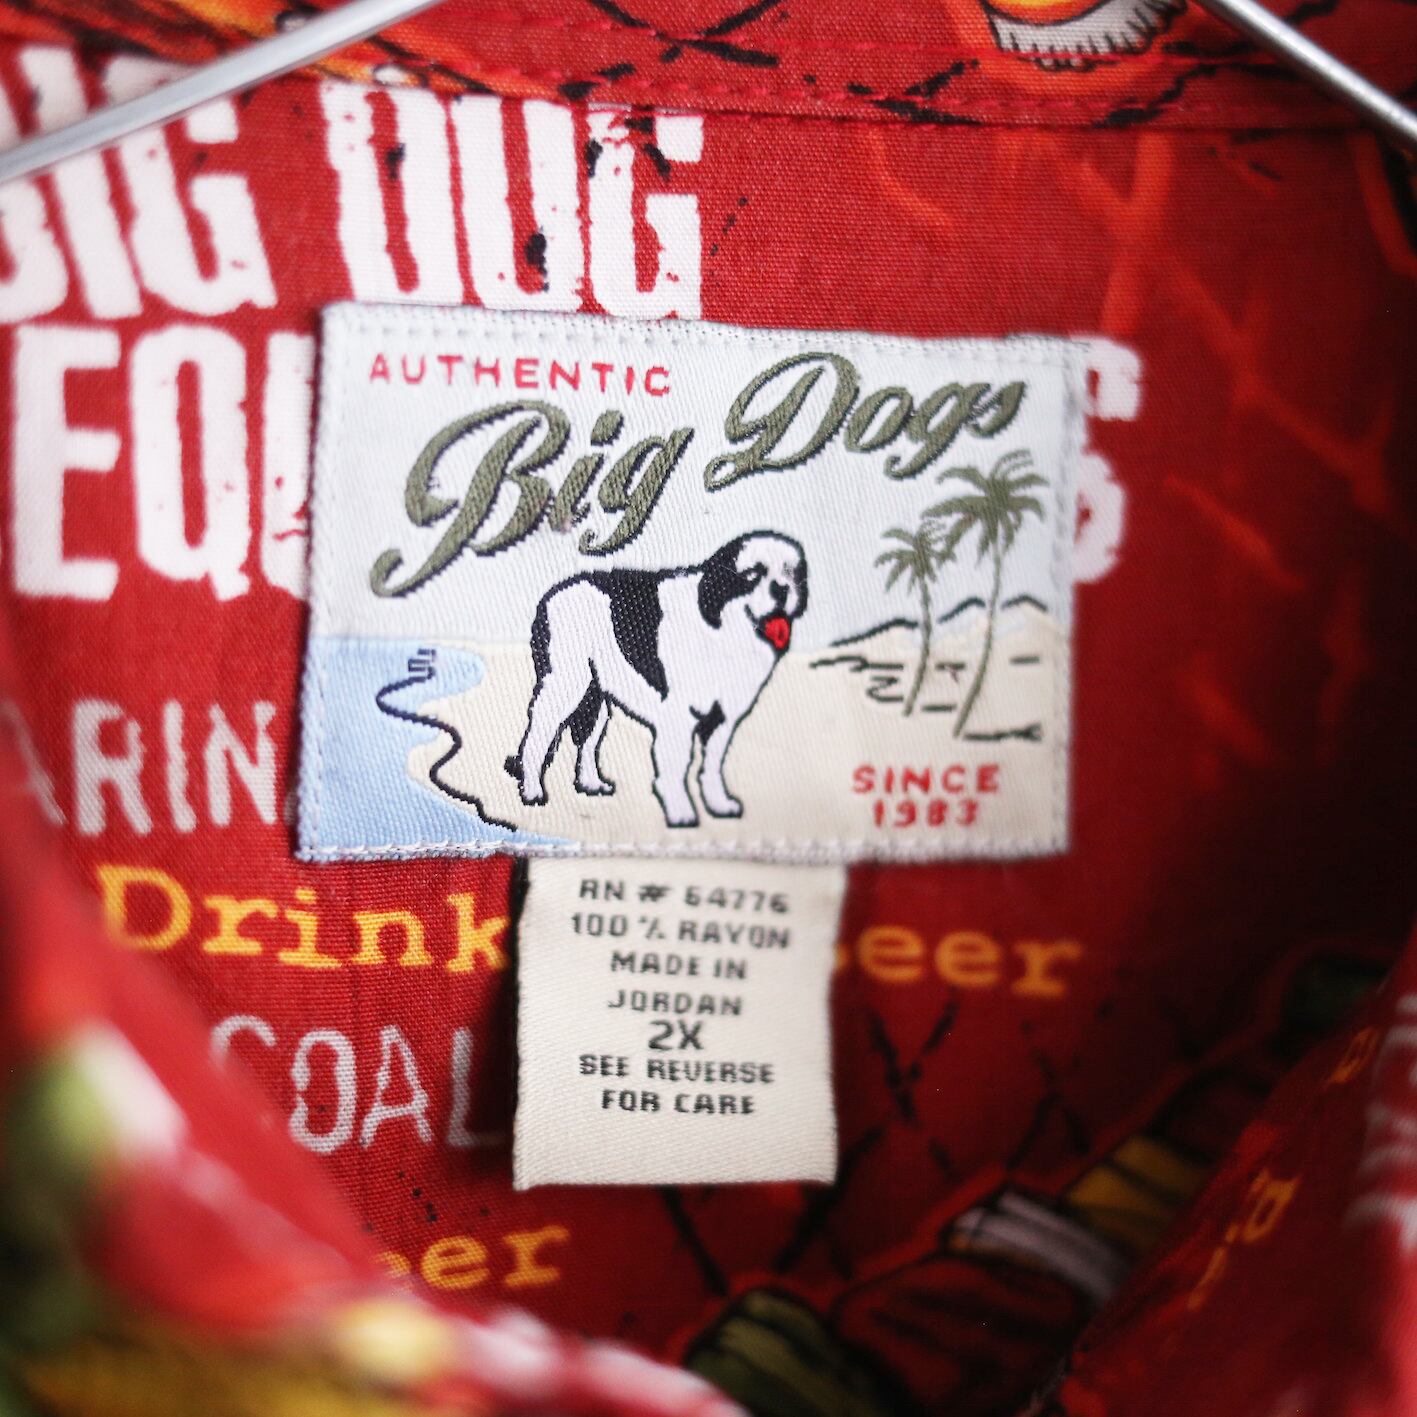 BIG DOG
EQU S
ARIN
Drink eer
COAL
eer
AUTHENTIC
Big Dogs
SINCE
1983
RN # 64776
100% RAYON
MADE IN
JORDAN
2X
SEE REVERSE
FOR CARE